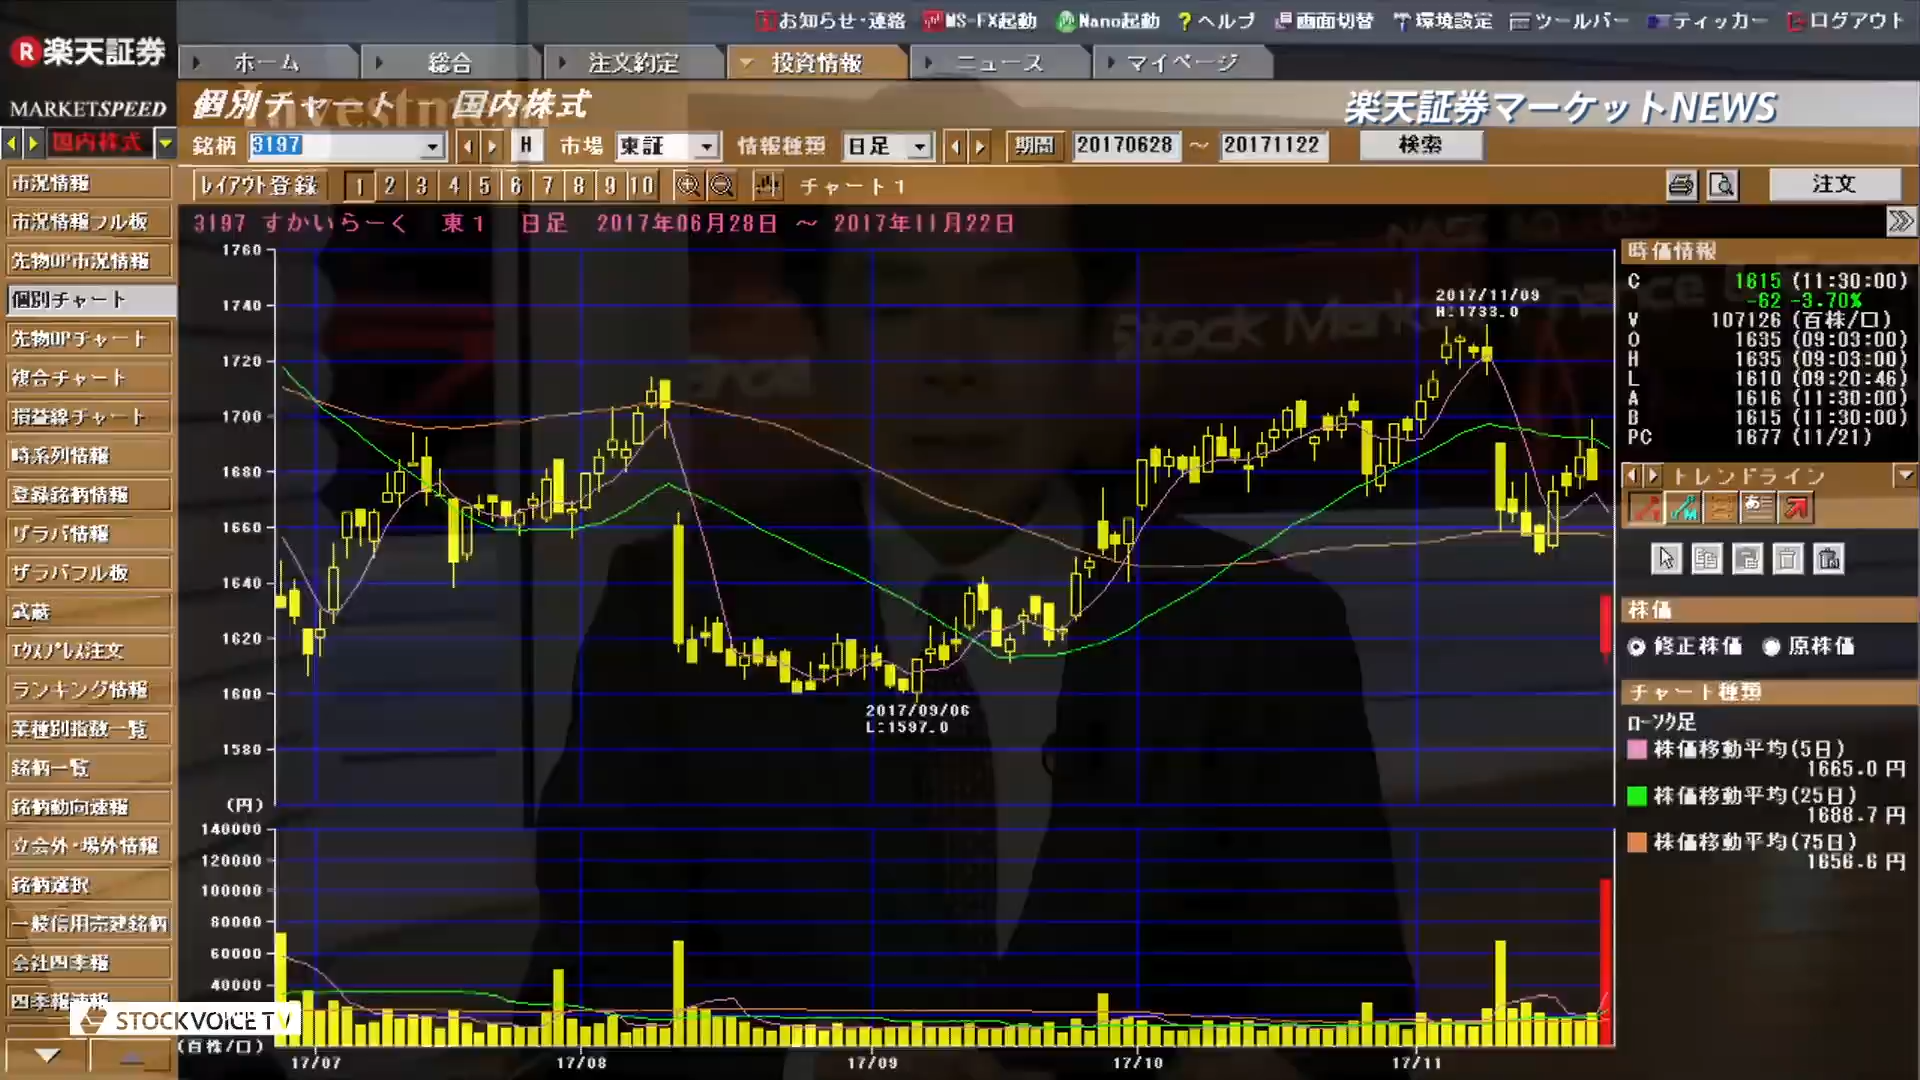 お知らせ・連絡 MS-FX起動 Nano起動 ヘルプ 画面切替 環境設定 ツールバー ティッカー ログアウト
R 楽天証券
ホーム 総合 注文約定 投資情報 ニュース マイページ
MARKETSPEED
個別チャート 国内株式
楽天証券マーケットNEWS
国内株式
銘柄 3197 H 市場 東証 情報種類 日足 期間 20170628 ～ 20171122 検索
レイアウト登録 1 2 3 4 5 6 7 8 9 10 チャート1 注文
3197 すかいらーく 東1 日足 2017年06月28日 ～ 2017年11月22日
市況情報
市況情報フル板
先物OP市況情報
個別チャート
先物OPチャート
複合チャート
損益線チャート
時系列情報
登録銘柄情報
ザラバ情報
ザラバフル板
武蔵
エクスプレス注文
ランキング情報
業種別指数一覧
銘柄一覧
銘柄動向速報
立会外・場外情報
銘柄選択
一般信用売建銘柄
会社四季報
四季報速報
STOCKVOICE TV
1760
1740
1720
1700
1680
1660
1640
1620
1600
1580
(円)
2017/11/09
H:1733.0
2017/09/06
L:1597.0
140000
120000
100000
80000
60000
40000
(百株/口)
17/07 17/08 17/09 17/10 17/11
Stock Mark
時価情報
C 1615 (11:30:00)
-62 -3.70%
V 107126 (百株/口)
O 1635 (09:03:00)
H 1635 (09:03:00)
L 1610 (09:20:46)
A 1616 (11:30:00)
B 1615 (11:30:00)
PC 1677 (11/21)
トレンドライン
株価
修正株価 原株価
チャート種類
ローソク足
株価移動平均(5日)
1665.0 円
株価移動平均(25日)
1688.7 円
株価移動平均(75日)
1656.6 円